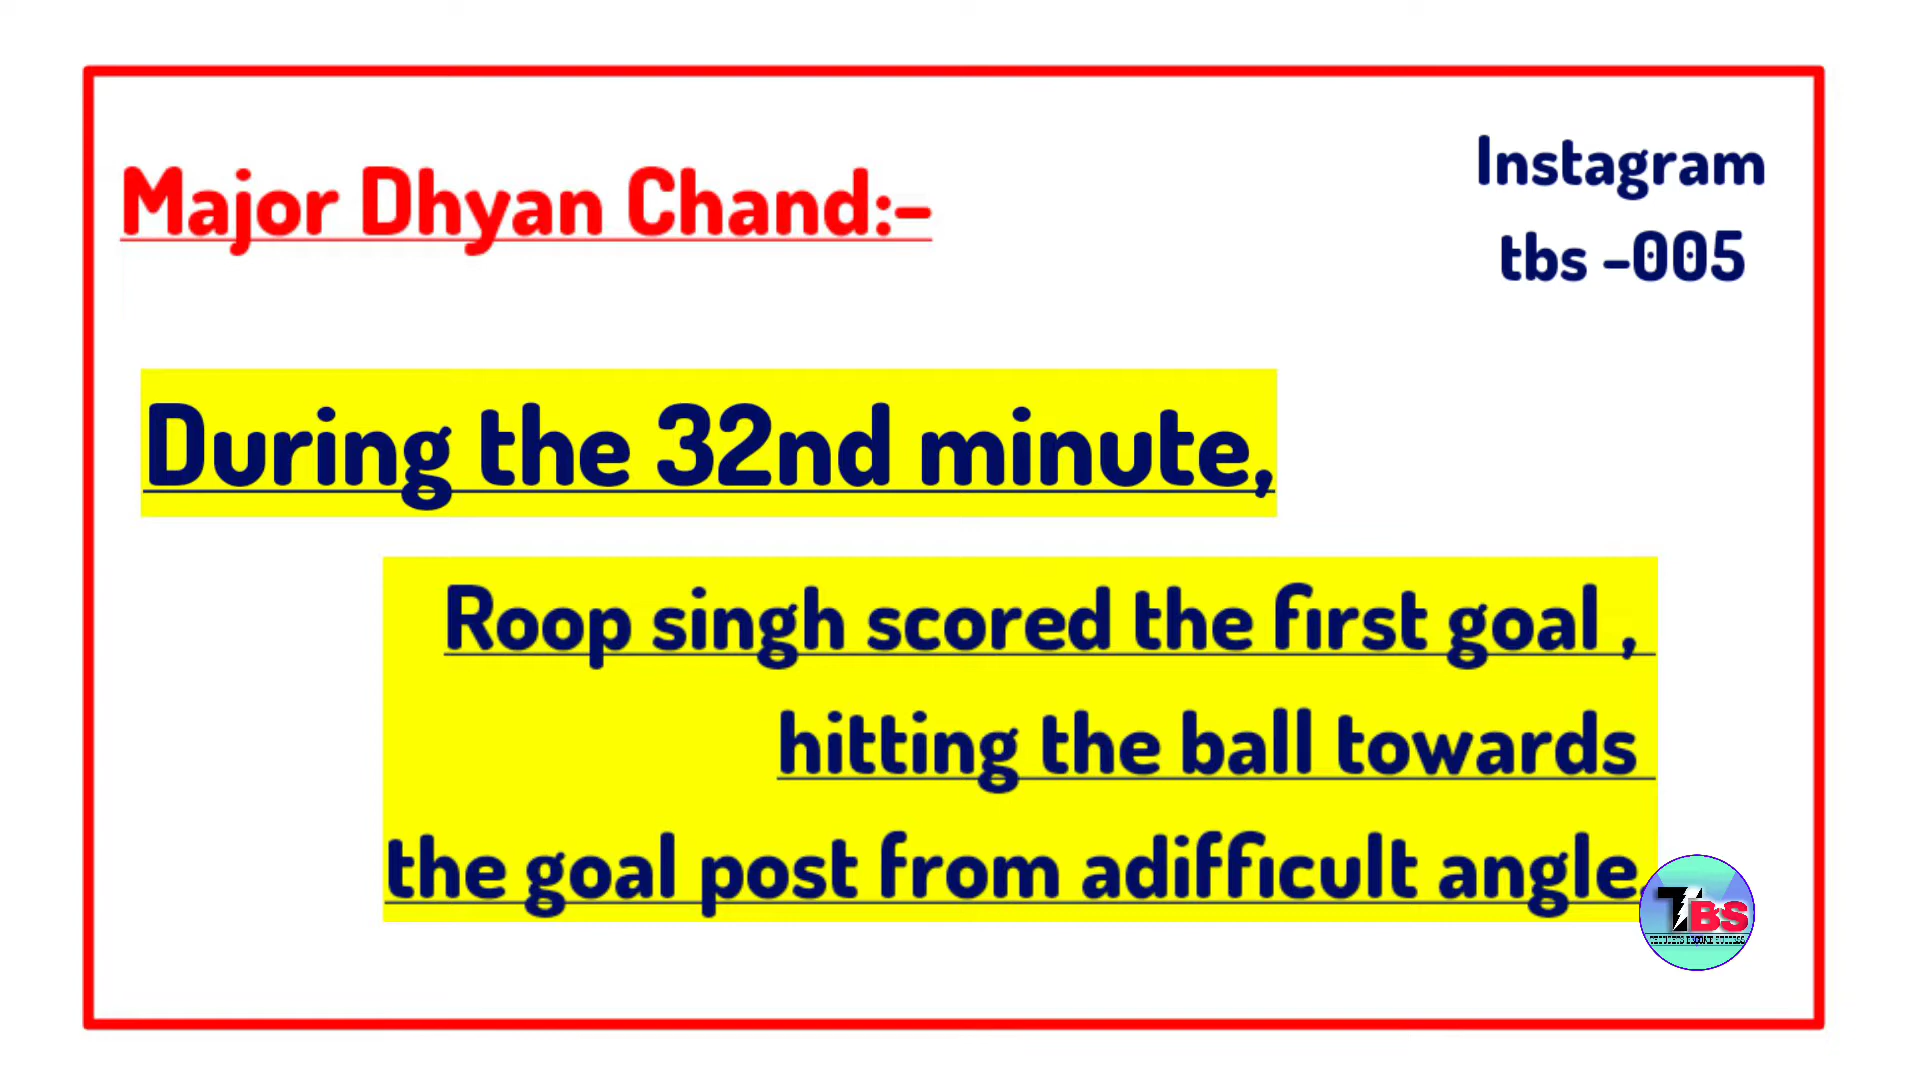 Major Dhyan Chand:-
Instagram
tbs -005
During the 32nd minute,
Roop singh scored the first goal ,
hitting the ball towards
the goal post from adifficult angle.
TBS